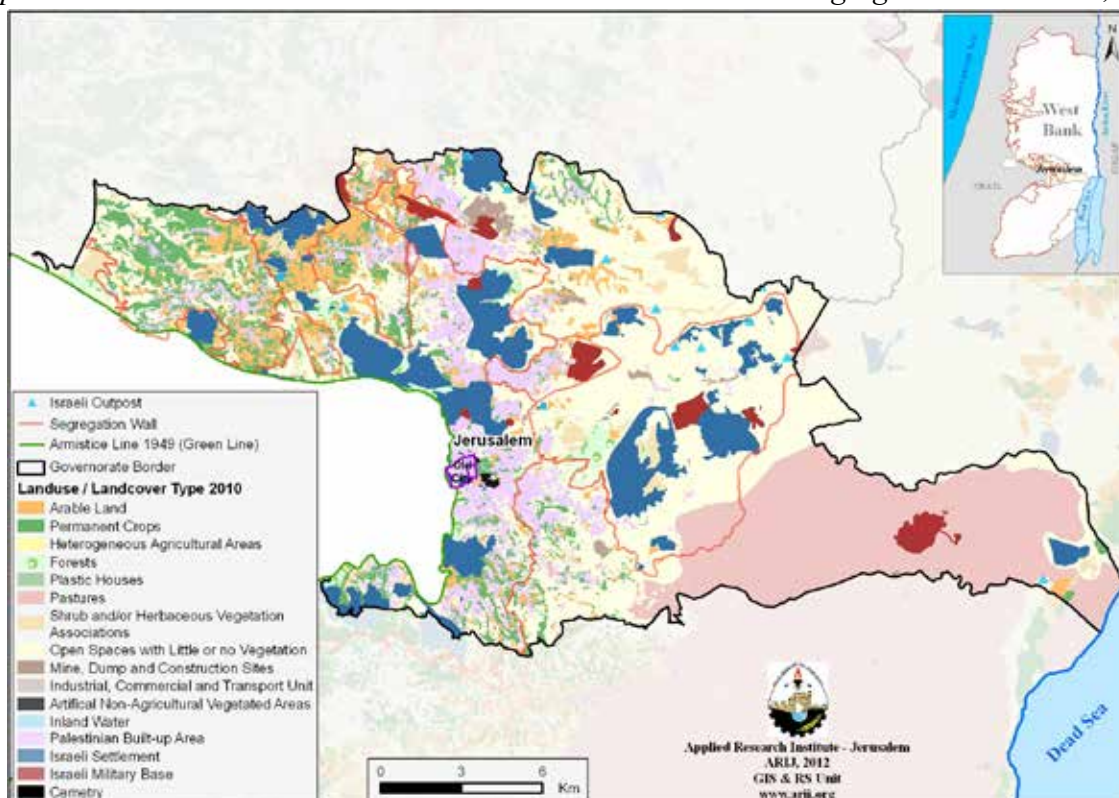 N
West
Bank
Jerusalem
Israeli Outpost
Segregation Wall
Armistice Line 1949 (Green Line)
Governorate Border
Landuse / Landcover Type 2010
Arable Land
Permanent Crops
Heterogeneous Agricultural Areas
Forests
Plastic Houses
Pastures
Shrub and/or Herbaceous Vegetation
Associations
Open Spaces with Little or no Vegetation
Mine, Dump and Construction Sites
Industrial, Commercial and Transport Unit
Artifical Non-Agricultural Vegetated Areas
Inland Water
Palestinian Built-up Area
Israeli Settlement
Israeli Military Base
Cemetry
Jerusalem
Old
City
0 3 6
Km
Applied Research Institute - Jerusalem
ARIJ, 2012
GIS & RS Unit
www.arij.org
Dead Sea